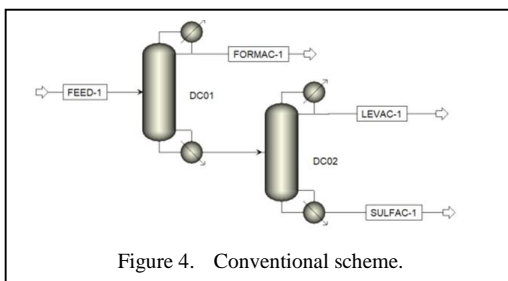 FORMAC-1
FEED-1
DC01
LEVAC-1
DC02
SULFAC-1
Figure 4. Conventional scheme.